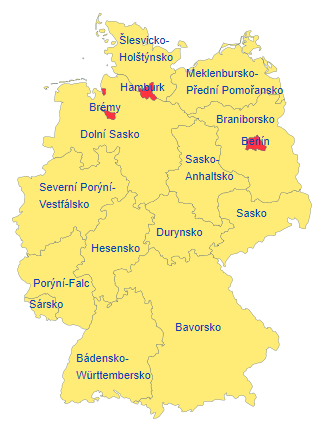 Šlesvicko-
Holštýnsko
Meklenbursko-
Přední Pomořansko
Hamburk
Brémy
Braniborsko
Dolní Sasko
Berlín
Sasko-
Anhaltsko
Severní Porýní-
Vestfálsko
Sasko
Durynsko
Hesensko
Porýní-Falc
Sársko
Bavorsko
Bádensko-
Württembersko